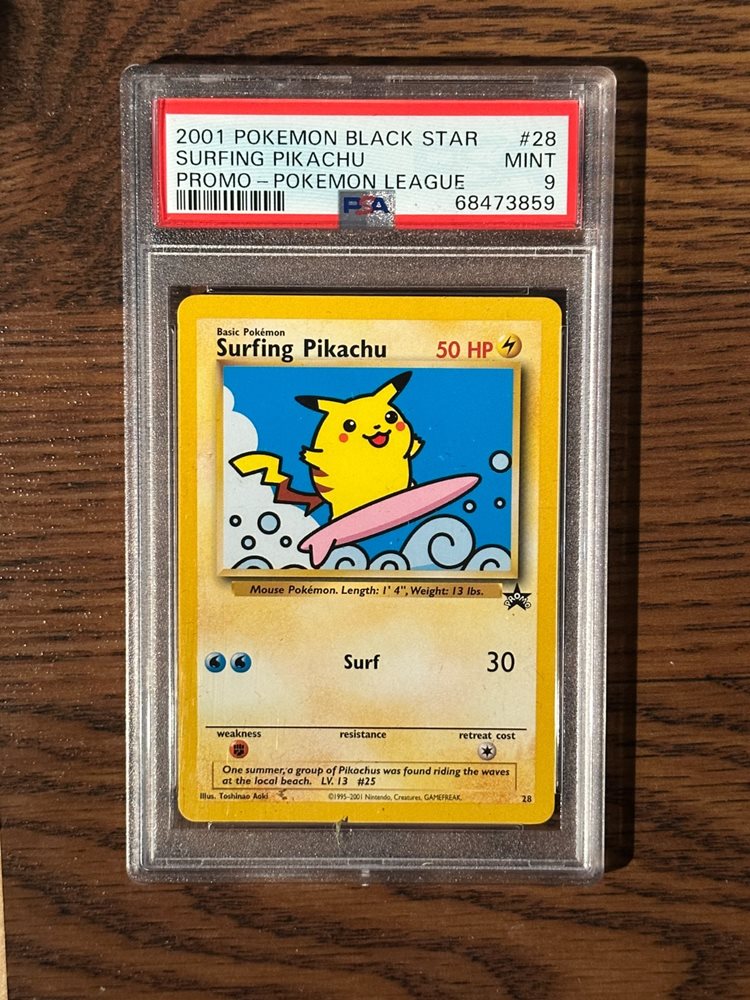 2001 POKEMON BLACK STAR #28
SURFING PIKACHU MINT
PROMO - POKEMON LEAGUE 9
PSA 68473859
Basic Pokémon
Surfing Pikachu 50 HP
Mouse Pokémon. Length: 1' 4", Weight: 13 lbs.
PROMO
Surf 30
weakness resistance retreat cost
One summer, a group of Pikachus was found riding the waves
at the local beach. LV. 13 #25
Illus. Toshinao Aoki ©1995-2001 Nintendo, Creatures, GAMEFREAK. 28